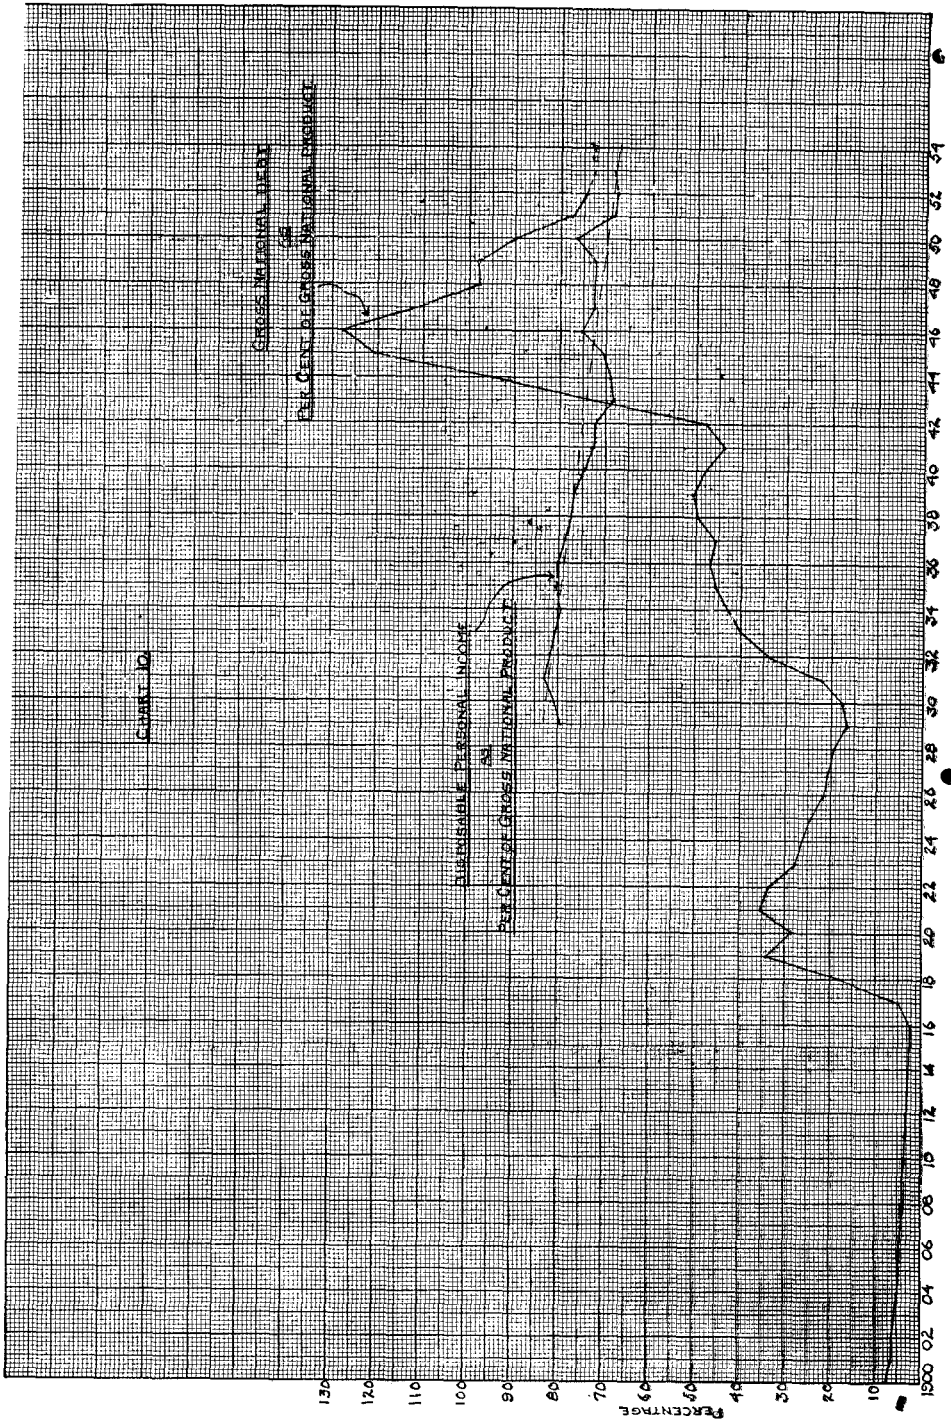 CHART 10
GROSS NATIONAL DEBT
AS
PER CENT OF GROSS NATIONAL PRODUCT
DISPOSABLE PERSONAL INCOME
AS
PER CENT OF GROSS NATIONAL PRODUCT
PERCENTAGE
130
120
110
100
90
80
70
60
50
40
30
20
10
1900 02 04 06 08 10 12 14 16 18 20 22 24 26 28 30 32 34 36 38 40 42 44 46 48 50 52 54